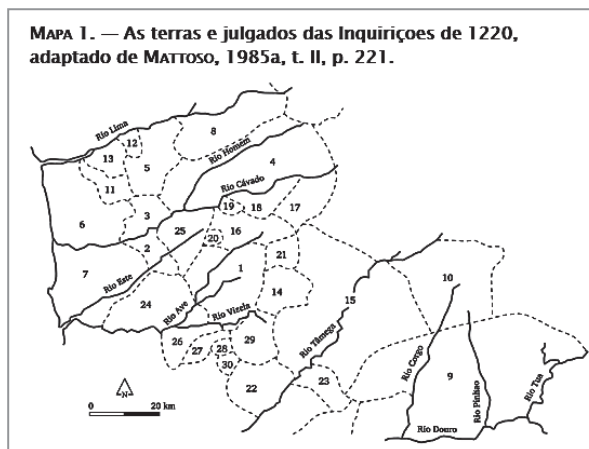 MAPA 1. — As terras e julgados das Inquiriçoes de 1220,
adaptado de MATTOSO, 1985a, t. II, p. 221.
Rio Lima
8
12
13
Rio Homem
5
4
11
Rio Cávado
19
18
17
6
3
25
16
20
2
21
7
1
10
Rio Este
14
15
24
Rio Ave
Rio Vizela
26
27
28
29
Rio Tâmega
30
22
23
Rio Corgo
9
Rio Pinhao
Rio Tua
Rio Douro
N
0
20 km